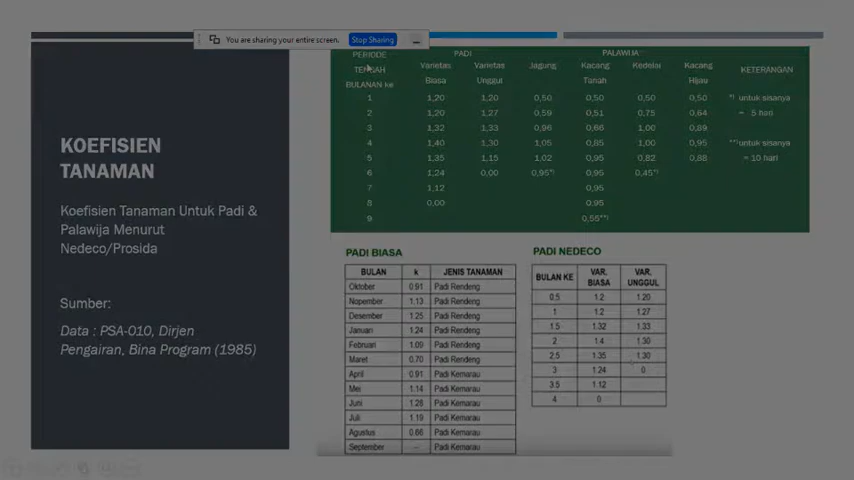 You are sharing your entire screen. Stop Sharing
KOEFISIEN
TANAMAN
Koefisien Tanaman Untuk Padi &
Palawija Menurut
Nedeco/Prosida
Sumber:
Data : PSA-010, Dirjen
Pengairan, Bina Program (1985)
PERIODE PADI PALAWIJA
TENGAH Varietas Varietas Jagung Kacang Kedelai Kacang KETERANGAN
BULANAN ke Biasa Unggul Tanah Hijau
1 1,20 1,20 0,50 0,50 0,50 0,50 *) untuk sisanya
2 1,20 1,27 0,59 0,51 0,75 0,64 = 5 hari
3 1,32 1,33 0,96 0,66 1,00 0,89
4 1,40 1,30 1,05 0,85 1,00 0,95 **)untuk sisanya
5 1,35 1,15 1,02 0,95 0,82 0,88 = 10 hari
6 1,24 0,00 0,95*) 0,95 0,45*)
7 1,12 0,95
8 0,00 0,95
9 0,55**)
PADI BIASA
BULAN k JENIS TANAMAN
Oktober 0.91 Padi Rendeng
Nopember 1.13 Padi Rendeng
Desember 1.25 Padi Rendeng
Januari 1.24 Padi Rendeng
Februari 1.09 Padi Rendeng
Maret 0.70 Padi Rendeng
April 0.91 Padi Kemarau
Mei 1.14 Padi Kemarau
Juni 1.28 Padi Kemarau
Juli 1.19 Padi Kemarau
Agustus 0.66 Padi Kemarau
September -- Padi Kemarau
PADI NEDECO
BULAN KE VAR. BIASA VAR. UNGGUL
0,5 1.2 1.20
1 1.2 1.27
1.5 1.32 1.33
2 1.4 1.30
2,5 1.35 1.30
3 1.24 0
3.5 1.12
4 0